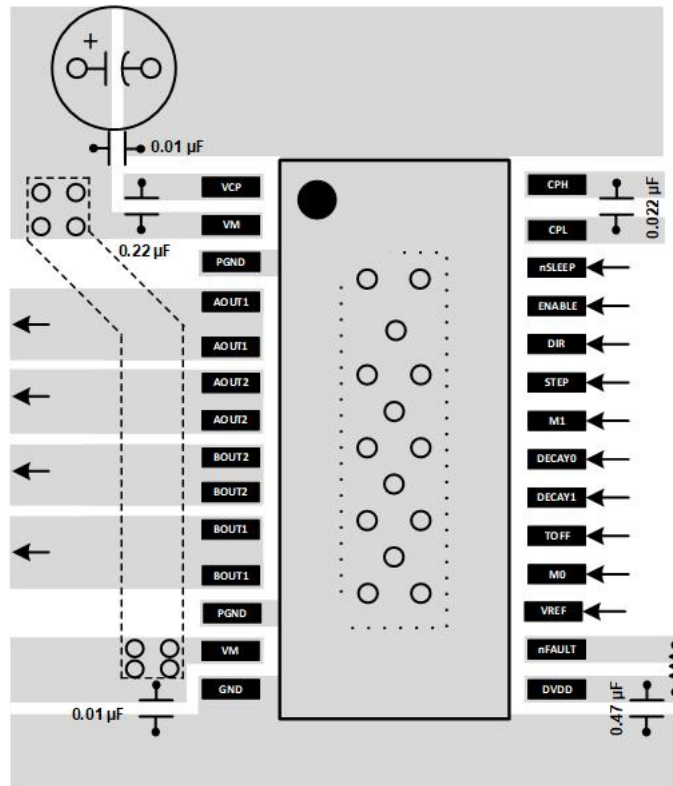 +
0.01 µF
VCP
VM
0.22 µF
PGND
AOUT1
AOUT1
AOUT2
AOUT2
BOUT2
BOUT2
BOUT1
BOUT1
PGND
VM
GND
0.01 µF
CPH
CPL
0.022 µF
nSLEEP
ENABLE
DIR
STEP
M1
DECAY0
DECAY1
TOFF
M0
VREF
nFAULT
DVDD
0.47 µF